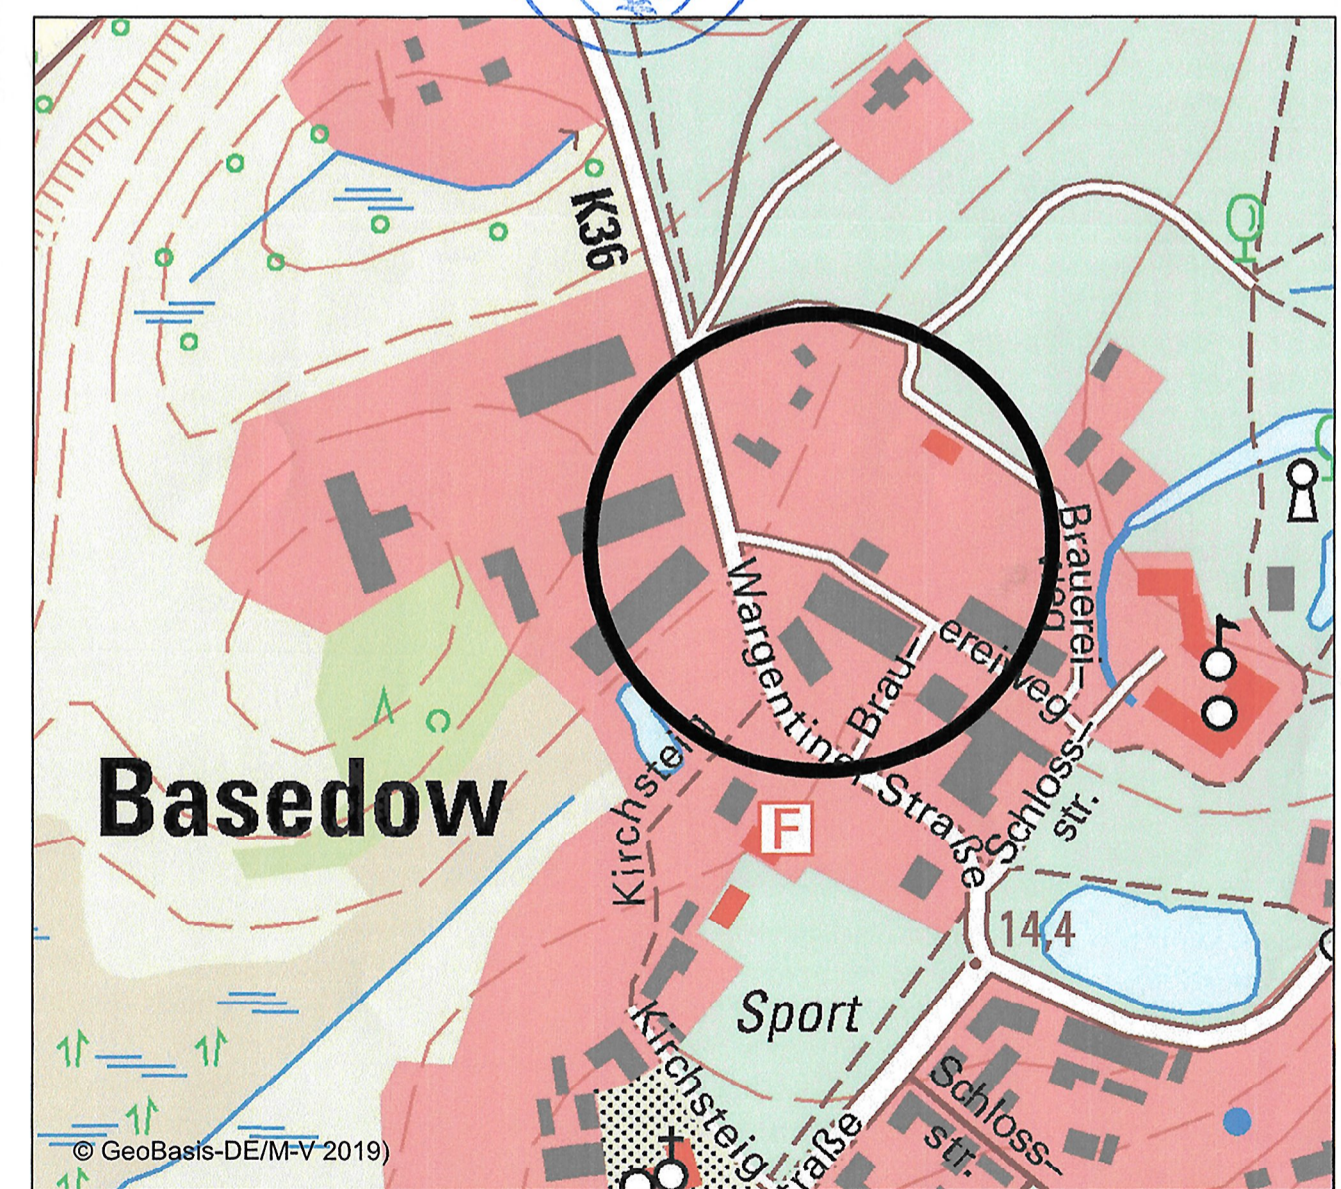 K36
Brauerei-
weg
Wargentiner Straße
Brau-
ereiweg
Kirchsteig
Schloss-
str.
Basedow
F
14,4
Sport
Kirchsteig
Schloss-
str.
raße
© GeoBasis-DE/M-V 2019)